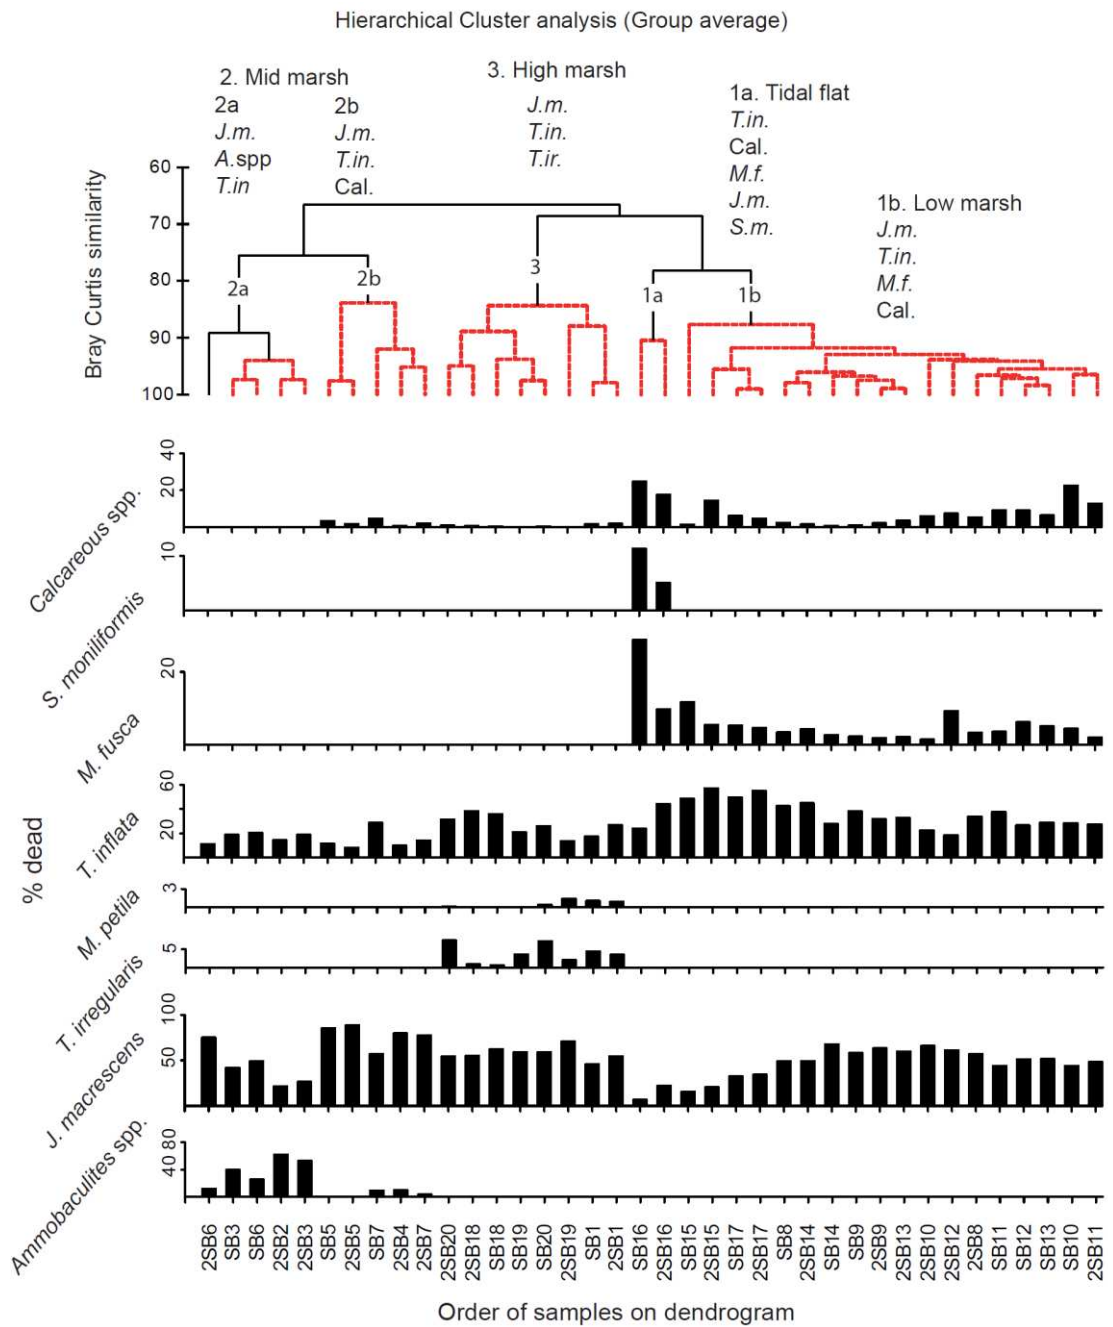 Hierarchical Cluster analysis (Group average)
2. Mid marsh
2a
J.m.
A.spp
T.in
2b
J.m.
T.in.
Cal.
3. High marsh
J.m.
T.in.
T.ir.
1a. Tidal flat
T.in.
Cal.
M.f.
J.m.
S.m.
1b. Low marsh
J.m.
T.in.
M.f.
Cal.
Bray Curtis similarity
60
70
80
90
100
2a
2b
3
1a
1b
% dead
40
20
Calcareous spp.
10
S. moniliformis
20
M. fusca
60
20
T. inflata
3
M. petila
5
T. irregularis
100
50
J. macrescens
80
40
Ammobaculites spp.
2SB6
SB3
SB6
2SB2
2SB3
SB5
2SB5
SB7
2SB4
2SB7
2SB20
2SB18
SB18
SB19
SB20
2SB19
SB1
2SB1
SB16
2SB16
SB15
2SB15
SB17
2SB17
SB8
2SB14
SB14
SB9
2SB9
2SB13
2SB10
2SB12
2SB8
SB11
SB12
SB13
SB10
2SB11
Order of samples on dendrogram